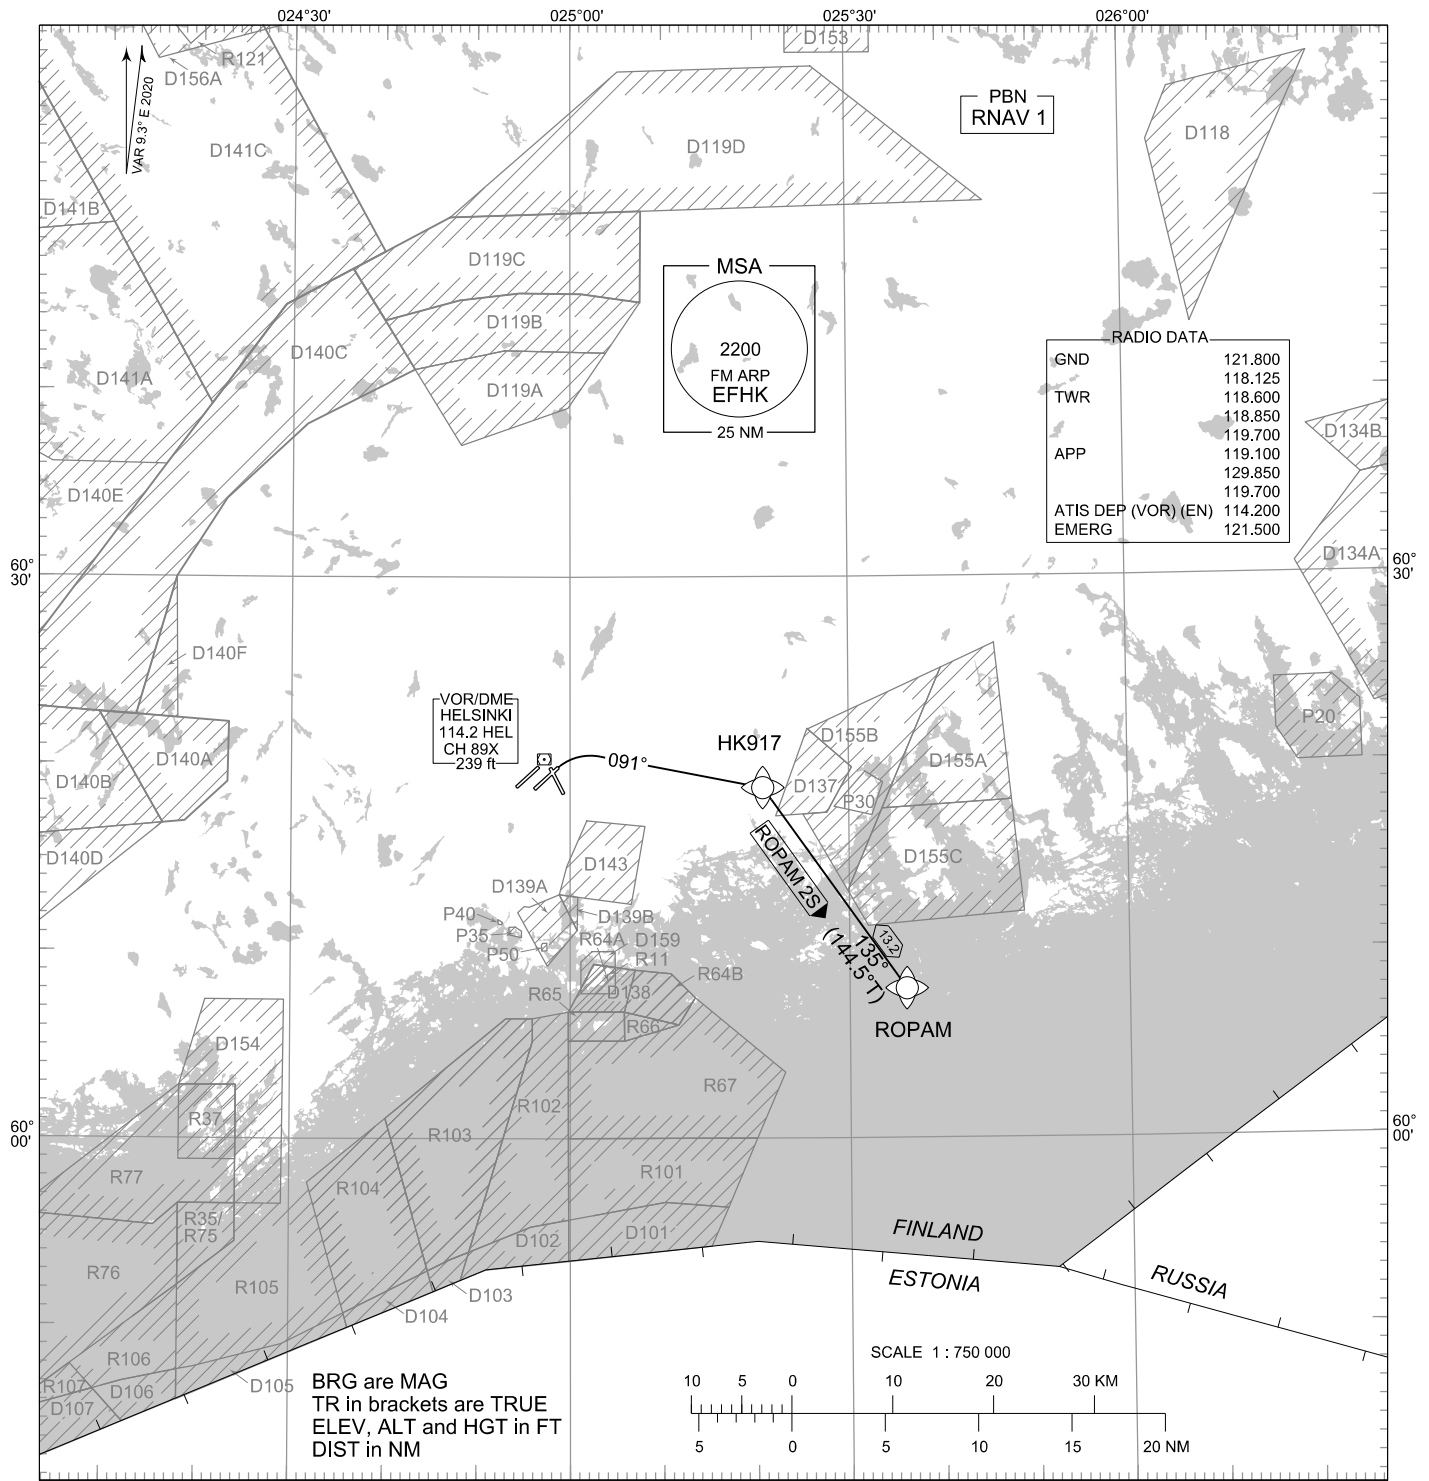 024°30'
025°00'
025°30'
026°00'
D153
R121
D156A
VAR 9.3° E 2020
PBN
RNAV 1
D118
D141C
D119D
D141B
D119C
MSA
2200
FM ARP
EFHK
25 NM
D119B
D140C
D119A
D141A
RADIO DATA
GND 121.800
118.125
TWR 118.600
118.850
119.700
APP 119.100
129.850
119.700
ATIS DEP (VOR) (EN) 114.200
EMERG 121.500
D134B
D140E
D134A
60°
30'
60°
30'
D140F
VOR/DME
HELSINKI
114.2 HEL
CH 89X
239 ft
P20
D155B
HK917
D140A
D155A
091°
D140B
D137
P30
D140D
D143
ROPAM 2S
D155C
D139A
P40
D139B
P35
R64A
D159
135°
13.2
P50
R11
(144.5°T)
R64B
R65
D138
R66
ROPAM
D154
R67
R102
R37
60°
00'
60°
00'
R103
R77
R101
R104
R35/
R75
FINLAND
D102
D101
R76
R105
ESTONIA
RUSSIA
D103
D104
R106
SCALE 1 : 750 000
R107
D106
D105
D107
BRG are MAG
TR in brackets are TRUE
ELEV, ALT and HGT in FT
DIST in NM
10 5 0 10 20 30 KM
5 0 5 10 15 20 NM